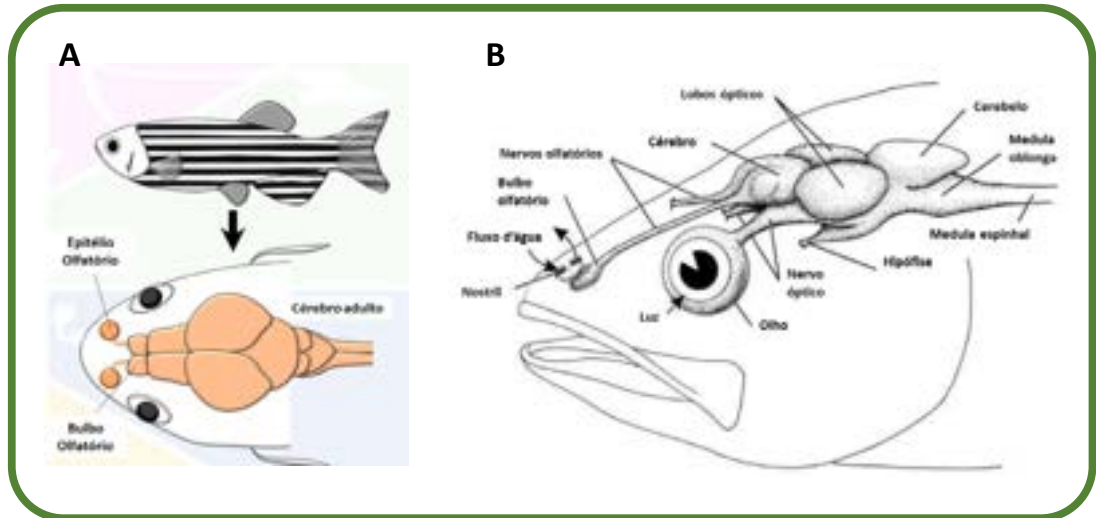 A
Epitélio
Olfatório
Cérebro adulto
Bulbo
Olfatório
B
Lobos ópticos
Cerebelo
Cérebro
Medula
oblonga
Nervos olfatórios
Bulbo
olfatório
Fluxo d'água
Medula espinhal
Hipófise
Nostril
Nervo
óptico
Luz
Olho